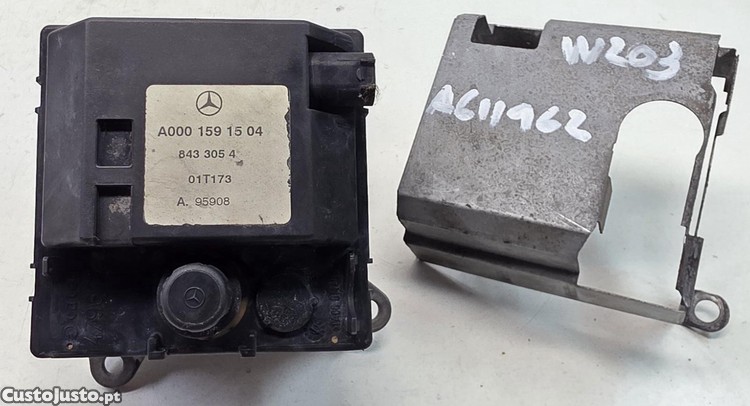 A000 159 15 04
843 305 4
01T173
A. 95908
W203
A611962
CustoJusto.pt